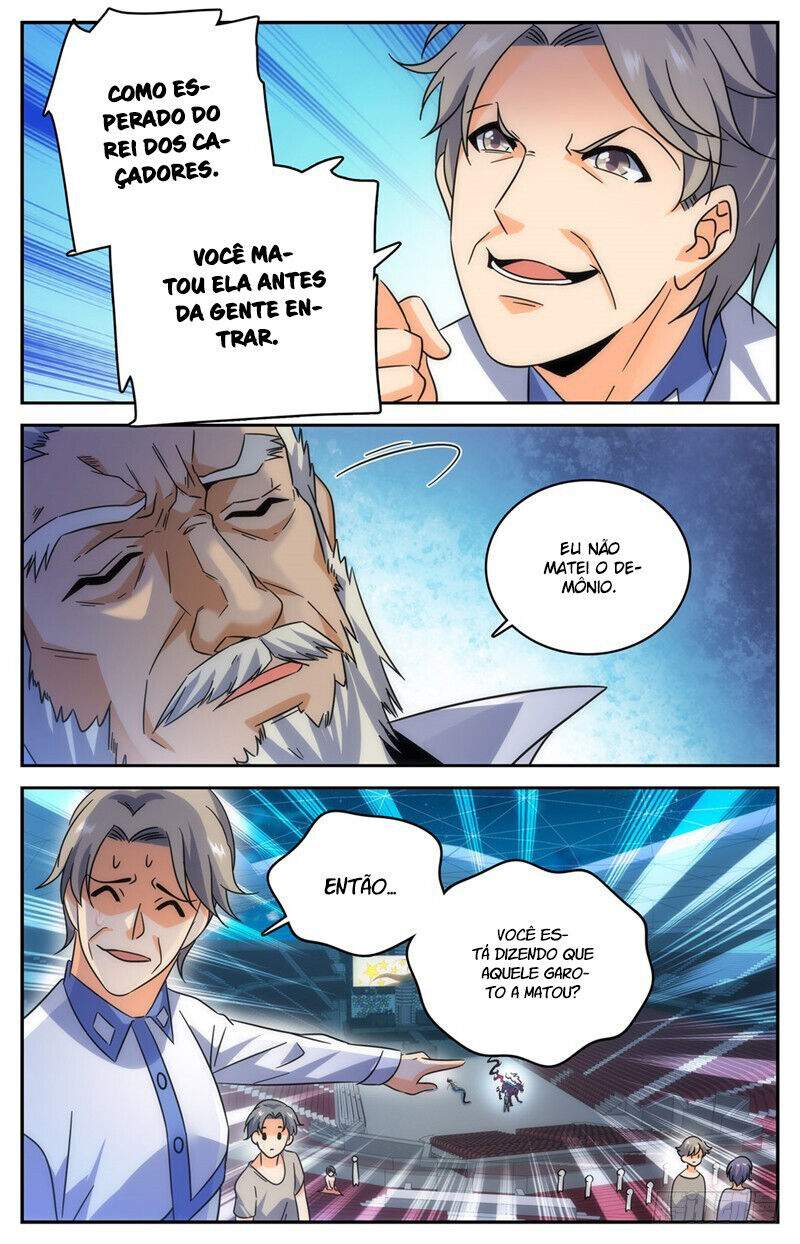 COMO ES-
PERADO DO
REI DOS CA-
ÇADORES.
VOCÊ MA-
TOU ELA ANTES
DA GENTE EN-
TRAR.
EU NÃO
MATEI O DE-
MÔNIO.
ENTÃO...
VOCÊ ES-
TÁ DIZENDO QUE
AQUELE GARO-
TO A MATOU?